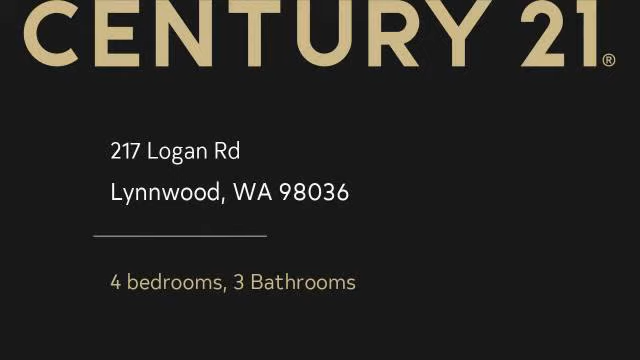 CENTURY 21®
217 Logan Rd
Lynnwood, WA 98036
4 bedrooms, 3 Bathrooms